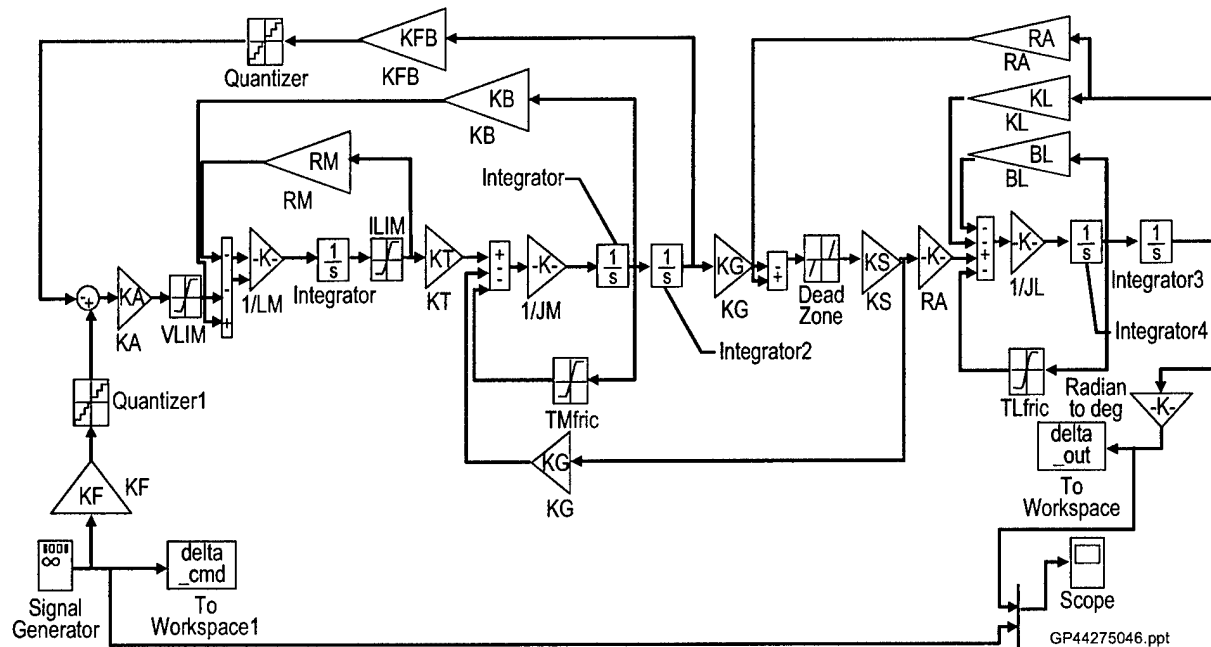 KFB
Quantizer
KFB
RA
RA
KB
KB
KL
KL
RM
RM
BL
BL
Integrator
ILIM
KA
KA
VLIM
-K-
1/LM
1
s
Integrator
KT
KT
-K-
1/JM
1
s
1
s
Integrator2
KG
KG
Dead
Zone
KS
KS
-K-
RA
-K-
1/JL
1
s
1
s
Integrator3
Integrator4
Quantizer1
TMfric
TLfric
Radian
to deg
-K-
KG
KG
delta
_out
To
Workspace
KF
KF
Signal
Generator
delta
_cmd
To
Workspace1
Scope
GP44275046.ppt